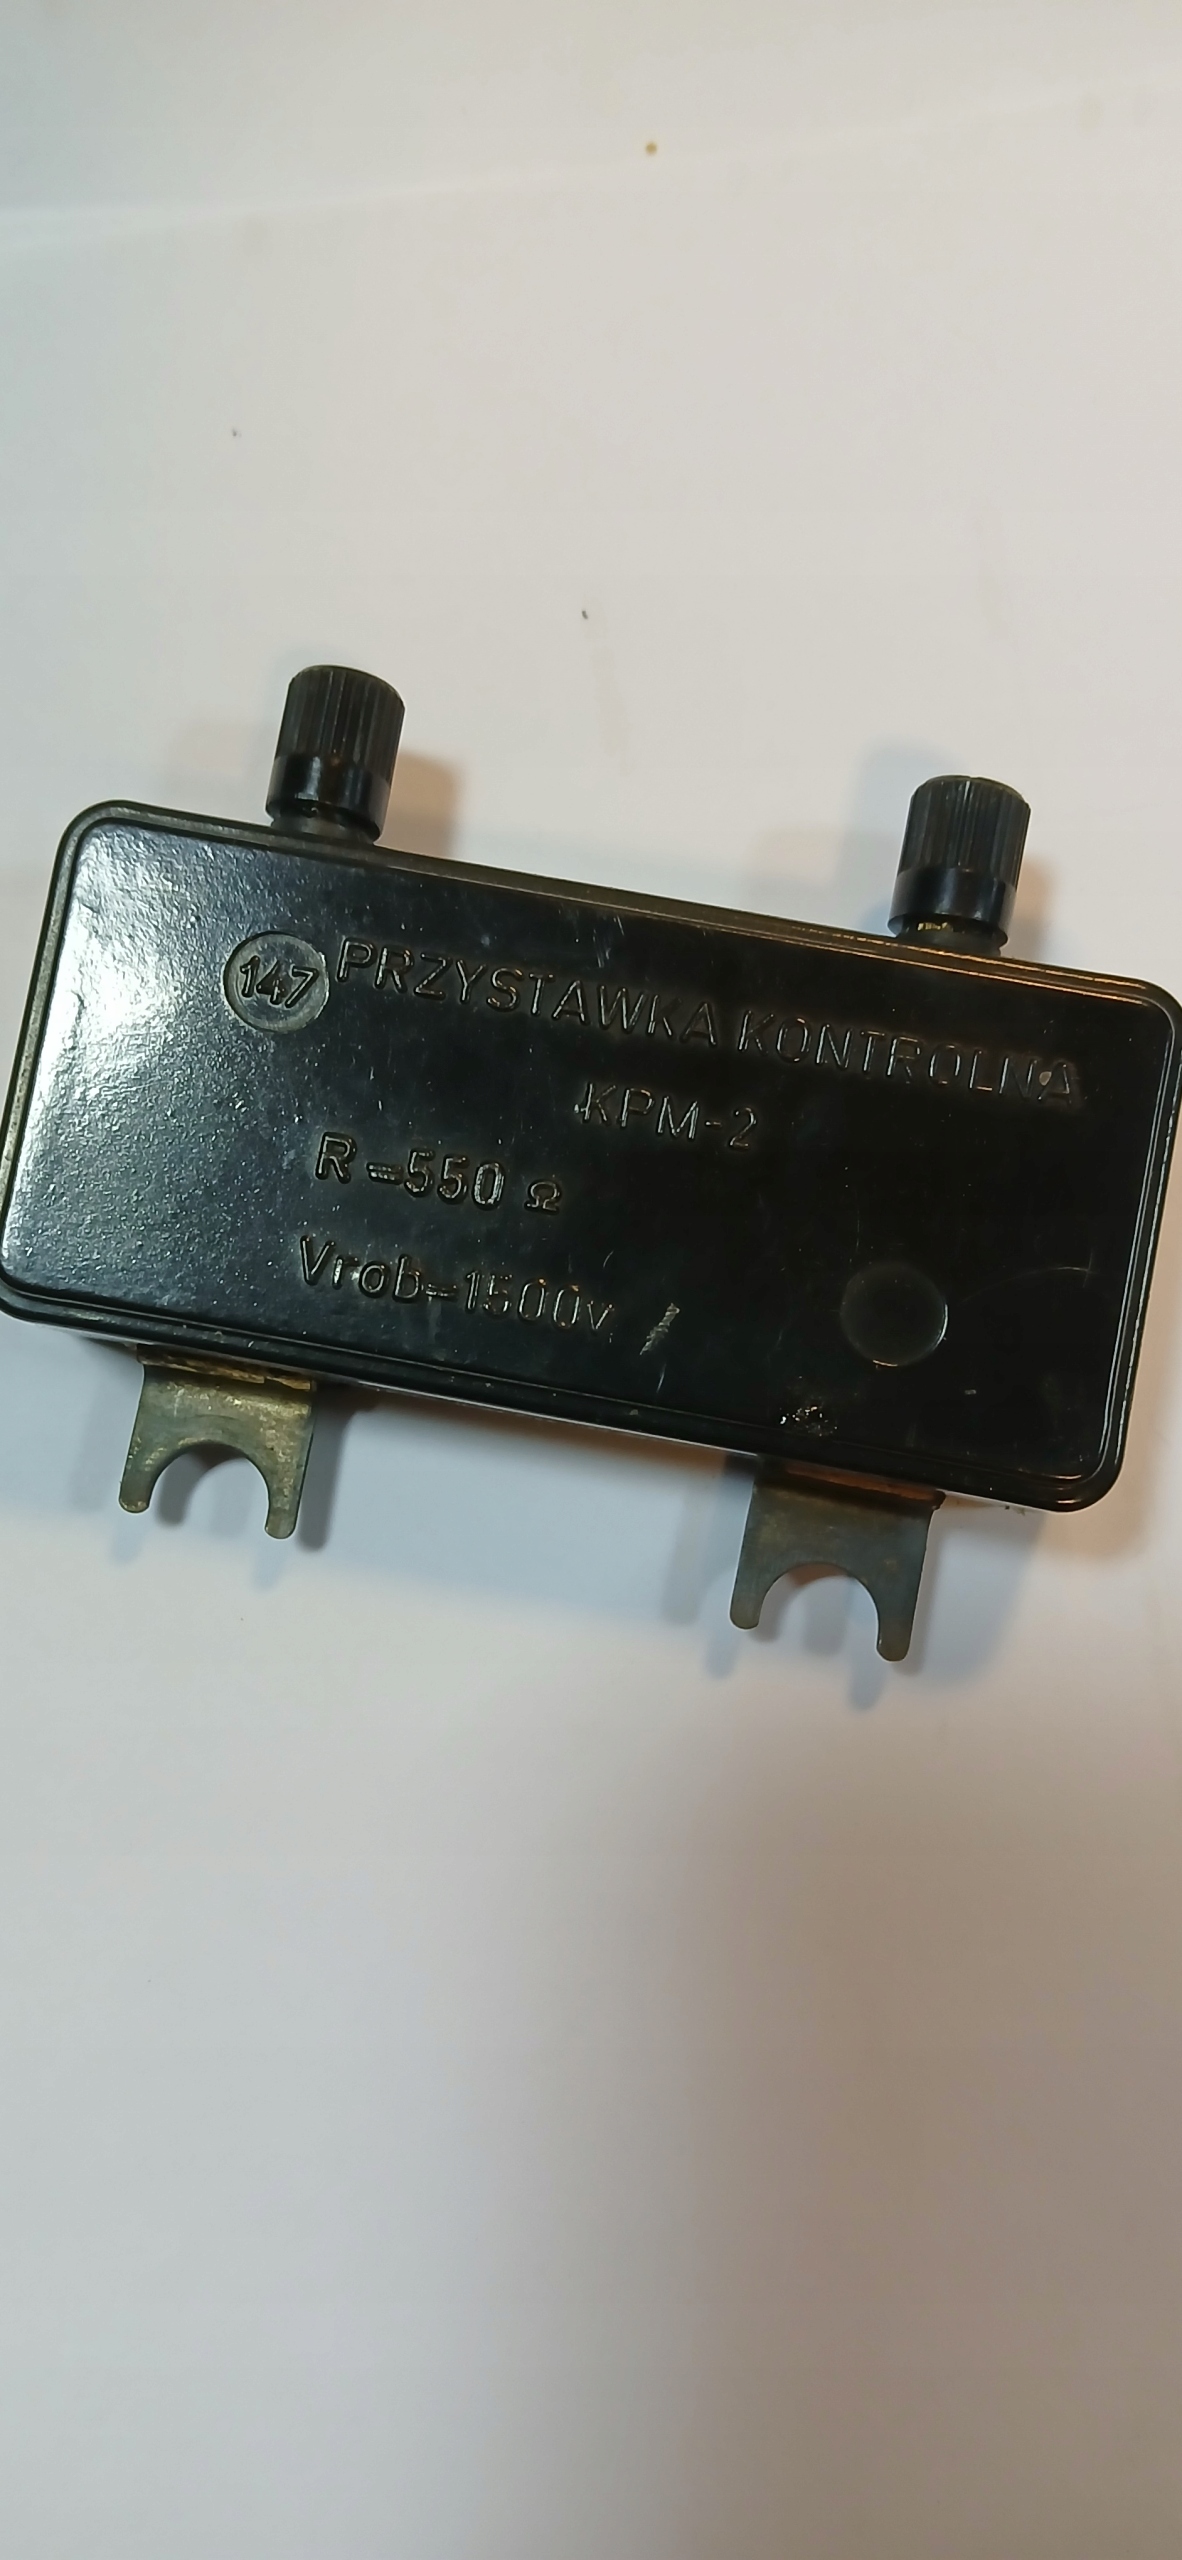 147 PRZYSTAWKA KONTROLNA
KPM-2
R=550 Ω
Vrob=1500v